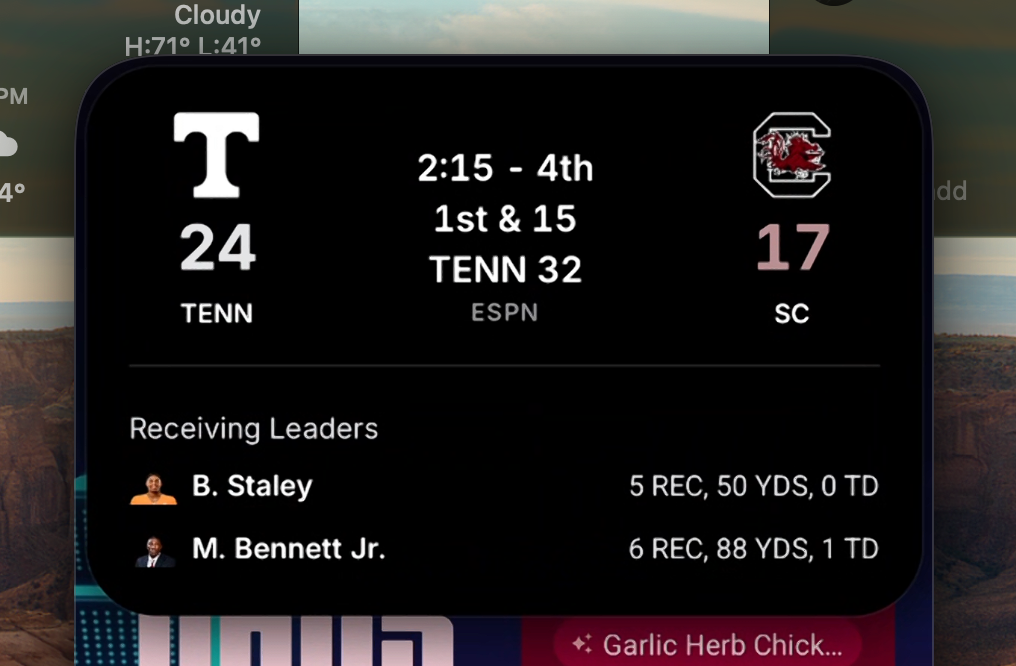 Cloudy
H:71° L:41°
PM
4°
dd
T
C
24
2:15 - 4th
17
1st & 15
TENN 32
TENN
ESPN
SC
Receiving Leaders
B. Staley
5 REC, 50 YDS, 0 TD
M. Bennett Jr.
6 REC, 88 YDS, 1 TD
Garlic Herb Chick...